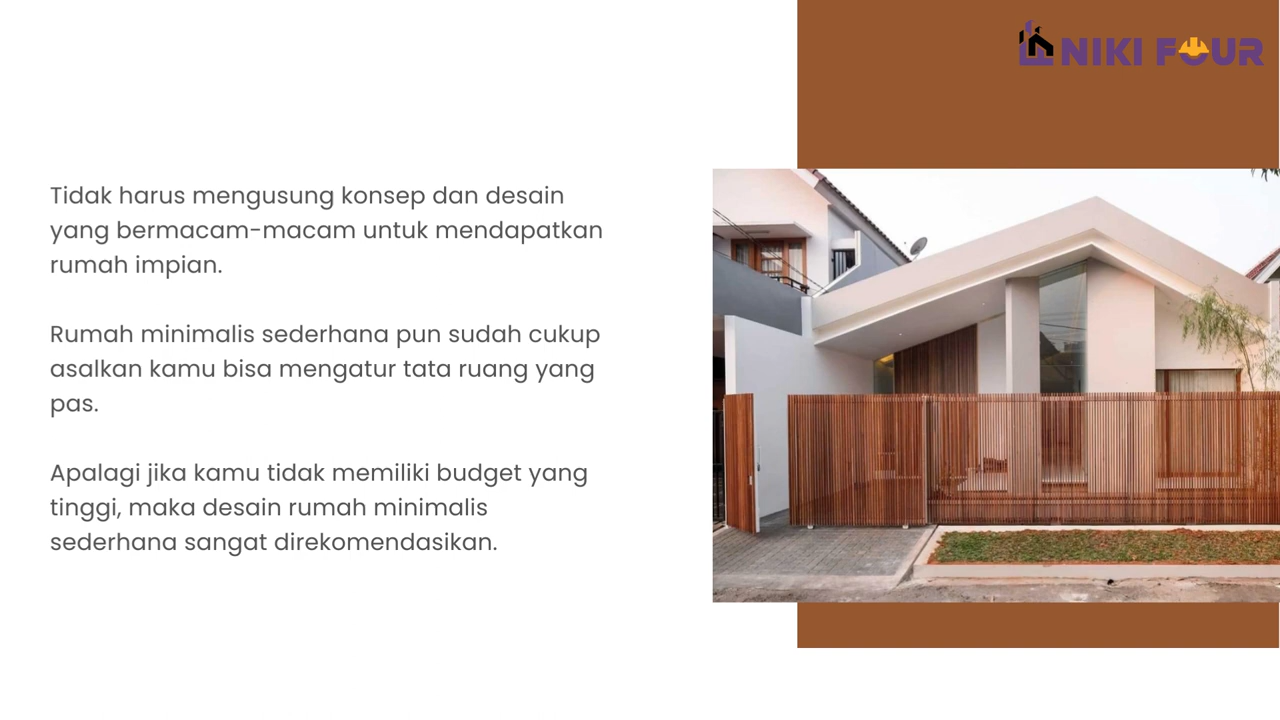 NIKI FOUR
Tidak harus mengusung konsep dan desain
yang bermacam-macam untuk mendapatkan
rumah impian.
Rumah minimalis sederhana pun sudah cukup
asalkan kamu bisa mengatur tata ruang yang
pas.
Apalagi jika kamu tidak memiliki budget yang
tinggi, maka desain rumah minimalis
sederhana sangat direkomendasikan.